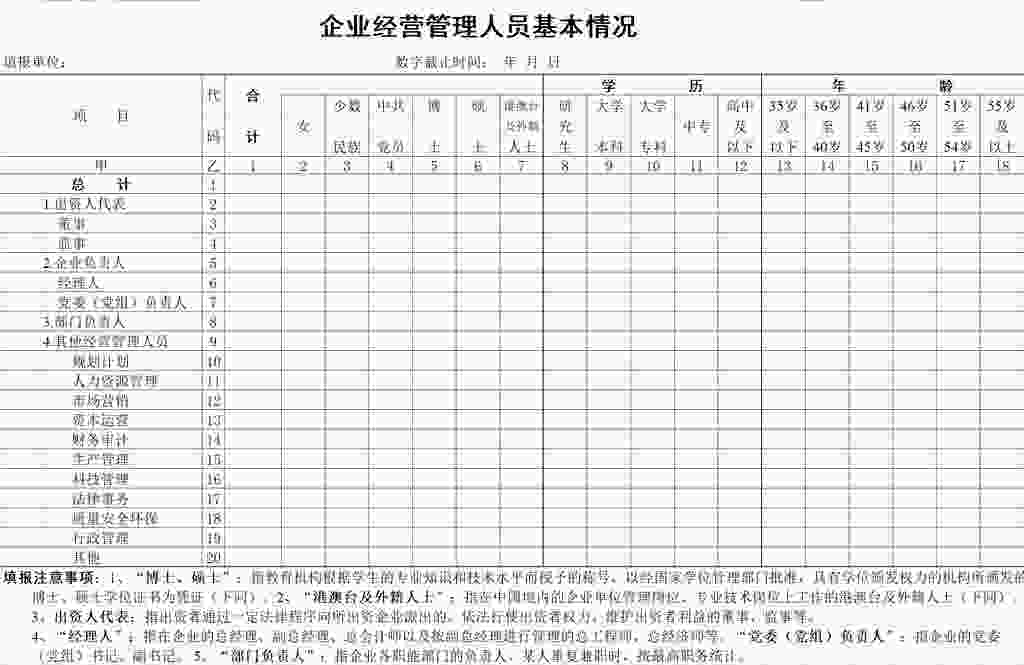 企业经营管理人员基本情况
填报单位： 数字截止时间： 年 月 日
项 目 代码 合计 女 少数民族 中共党员 博士 硕士 港澳台及外籍人士 学 历 年 龄
研究生 大学本科 大学专科 中专 高中及以下 35岁及以下 36岁至40岁 41岁至45岁 46岁至50岁 51岁至54岁 55岁及以上
甲 乙 1 2 3 4 5 6 7 8 9 10 11 12 13 14 15 16 17 18
总 计 1
1.出资人代表 2
董事 3
监事 4
2.企业负责人 5
经理人 6
党委（党组）负责人 7
3.部门负责人 8
4.其他经营管理人员 9
规划计划 10
人力资源管理 11
市场营销 12
资本运营 13
财务审计 14
生产管理 15
科技管理 16
法律事务 17
质量安全环保 18
行政管理 19
其他 20
填报注意事项：1、“博士、硕士”：指教育机构根据学生的专业知识和技术水平而授予的称号，以经国家学位管理部门批准，具有学位颁发权力的机构所颁发的
博士、硕士学位证书为凭证（下同）。2、“港澳台及外籍人士”：指在中国境内的企业单位管理岗位、专业技术岗位上工作的港澳台及外籍人士（下同）。
3、出资人代表：指出资者通过一定法律程序向所出资企业派出的、依法行使出资者权力、维护出资者利益的董事、监事等。
4、“经理人”：指在企业的总经理、副总经理、总会计师以及按副总经理进行管理的总工程师、总经济师等。“党委（党组）负责人”：指企业的党委
（党组）书记、副书记。5、“部门负责人”：指企业各职能部门的负责人。某人重复兼职时，按最高职务统计。